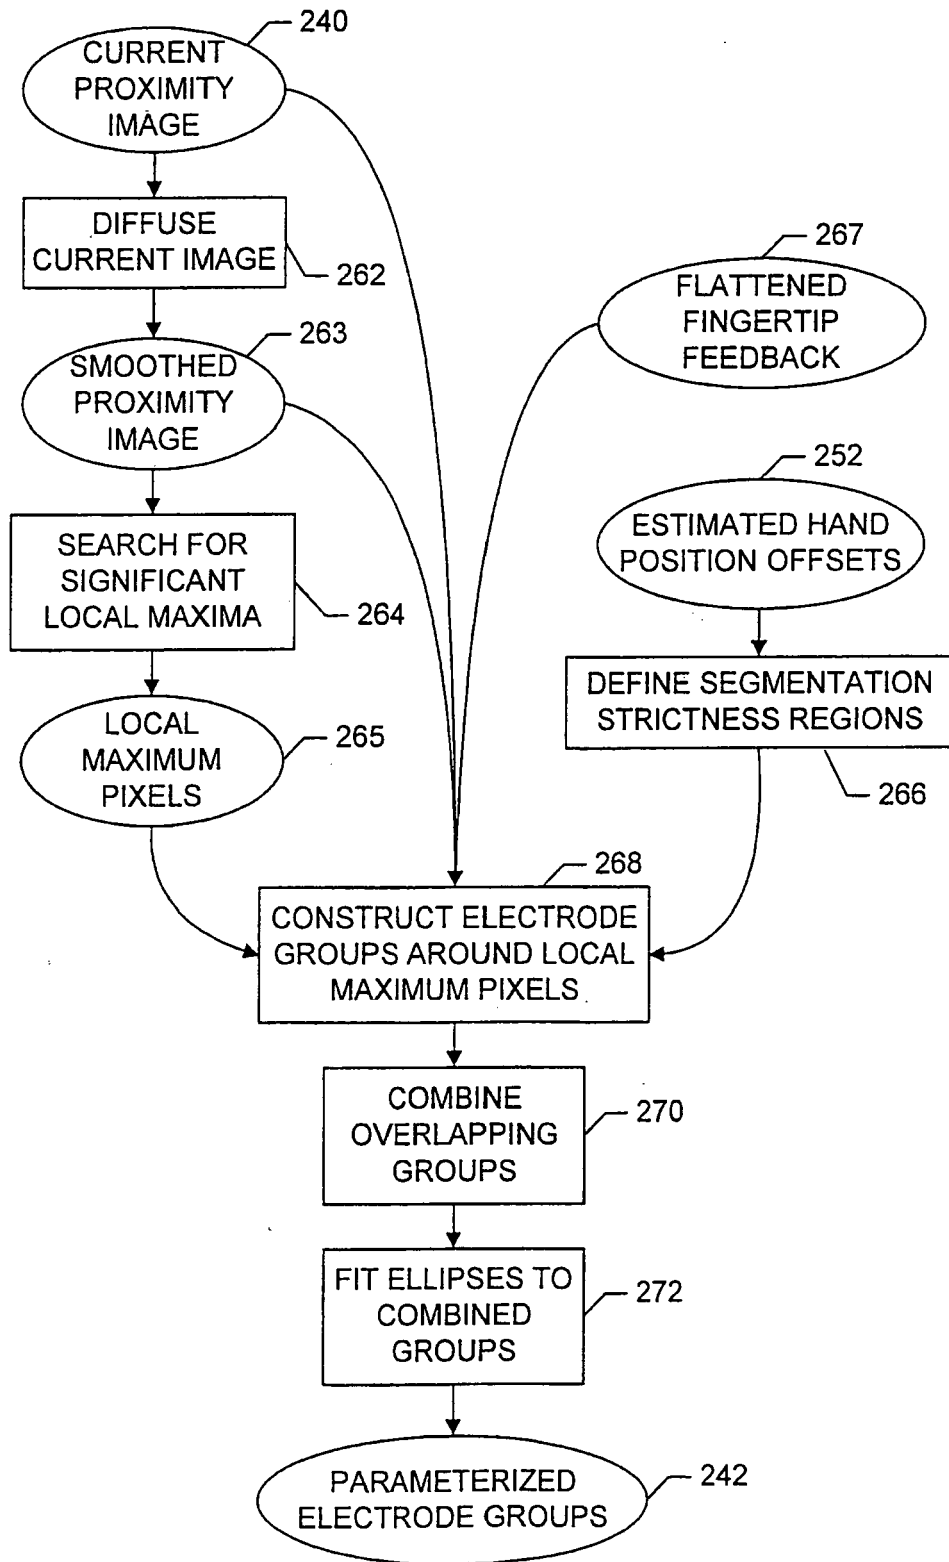 240
CURRENT
PROXIMITY
IMAGE
DIFFUSE
CURRENT IMAGE
262
263
SMOOTHED
PROXIMITY
IMAGE
SEARCH FOR
SIGNIFICANT
LOCAL MAXIMA
264
LOCAL
MAXIMUM
PIXELS
265
267
FLATTENED
FINGERTIP
FEEDBACK
252
ESTIMATED HAND
POSITION OFFSETS
DEFINE SEGMENTATION
STRICTNESS REGIONS
266
268
CONSTRUCT ELECTRODE
GROUPS AROUND LOCAL
MAXIMUM PIXELS
COMBINE
OVERLAPPING
GROUPS
270
FIT ELLIPSES TO
COMBINED
GROUPS
272
PARAMETERIZED
ELECTRODE GROUPS
242